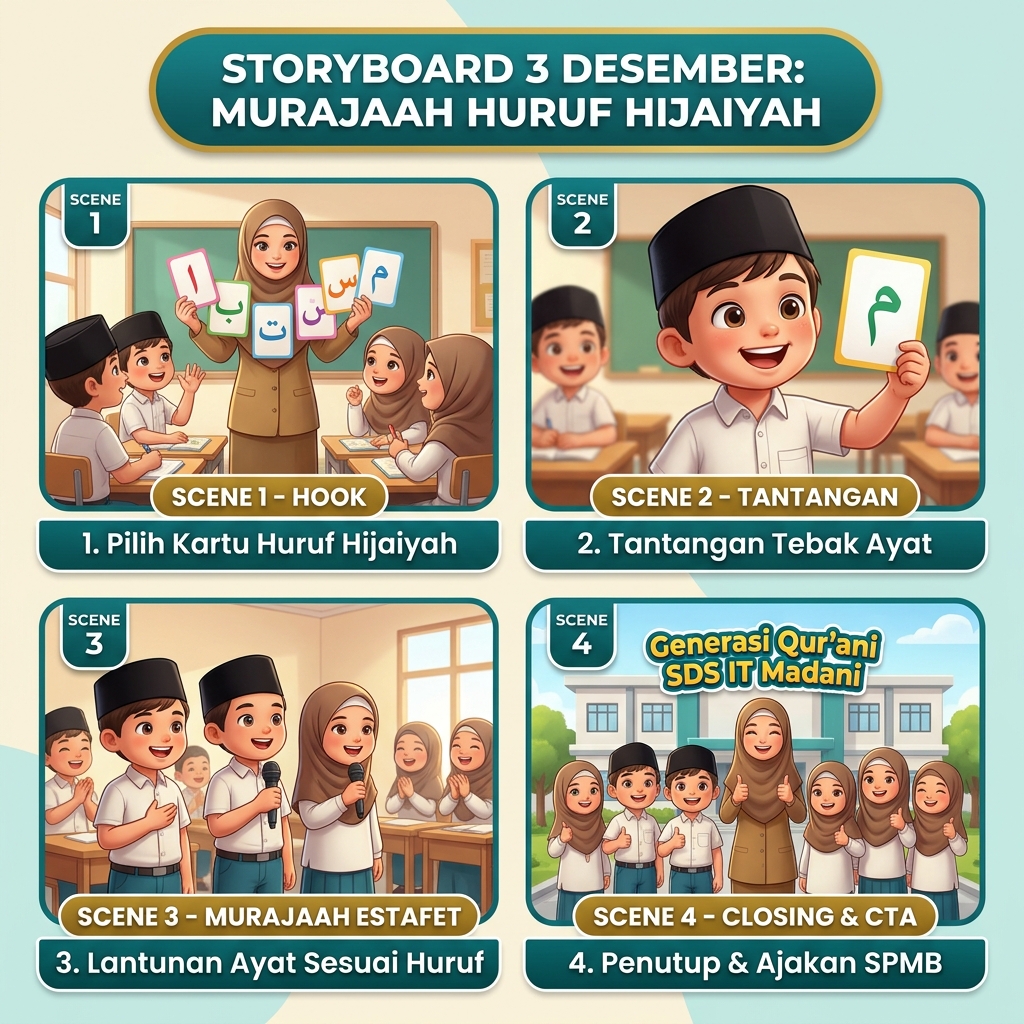 STORYBOARD 3 DESEMBER:
MURAJAAH HURUF HIJAIYAH
SCENE
1
ا
ب
ت
س
م
SCENE 1 - HOOK
1. Pilih Kartu Huruf Hijaiyah
SCENE
2
م
SCENE 2 - TANTANGAN
2. Tantangan Tebak Ayat
SCENE
3
SCENE 3 - MURAJAAH ESTAFET
3. Lantunan Ayat Sesuai Huruf
SCENE
4
Generasi Qur'ani
SDS IT Madani
SCENE 4 - CLOSING & CTA
4. Penutup & Ajakan SPMB